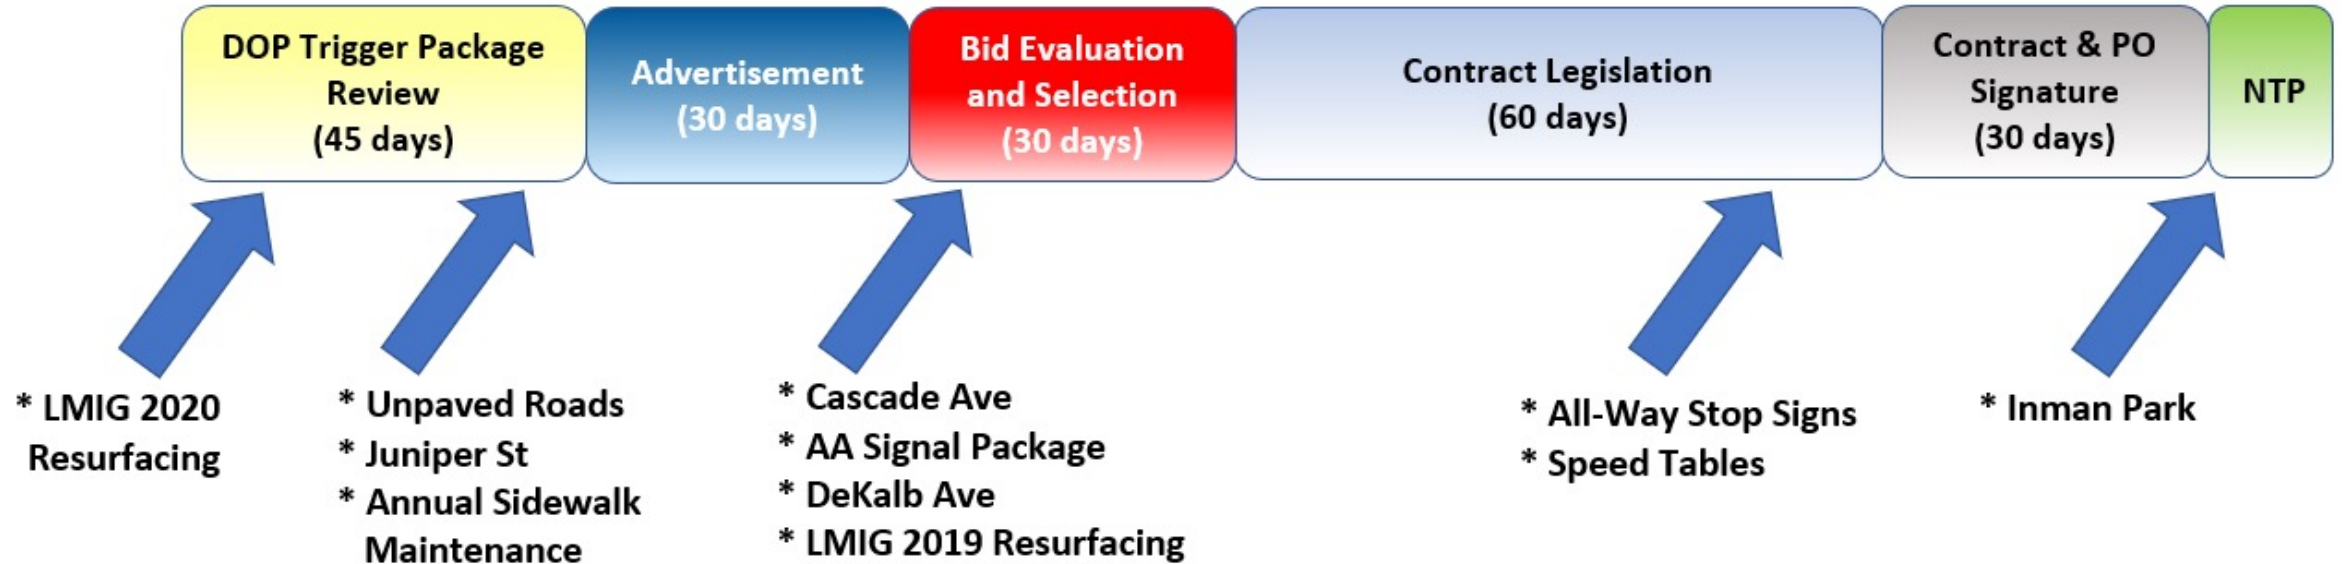 DOP Trigger Package
Review
(45 days)
Advertisement
(30 days)
Bid Evaluation
and Selection
(30 days)
Contract Legislation
(60 days)
Contract & PO
Signature
(30 days)
NTP
* LMIG 2020
Resurfacing
* Unpaved Roads
* Juniper St
* Annual Sidewalk
Maintenance
* Cascade Ave
* AA Signal Package
* DeKalb Ave
* LMIG 2019 Resurfacing
* All-Way Stop Signs
* Speed Tables
* Inman Park